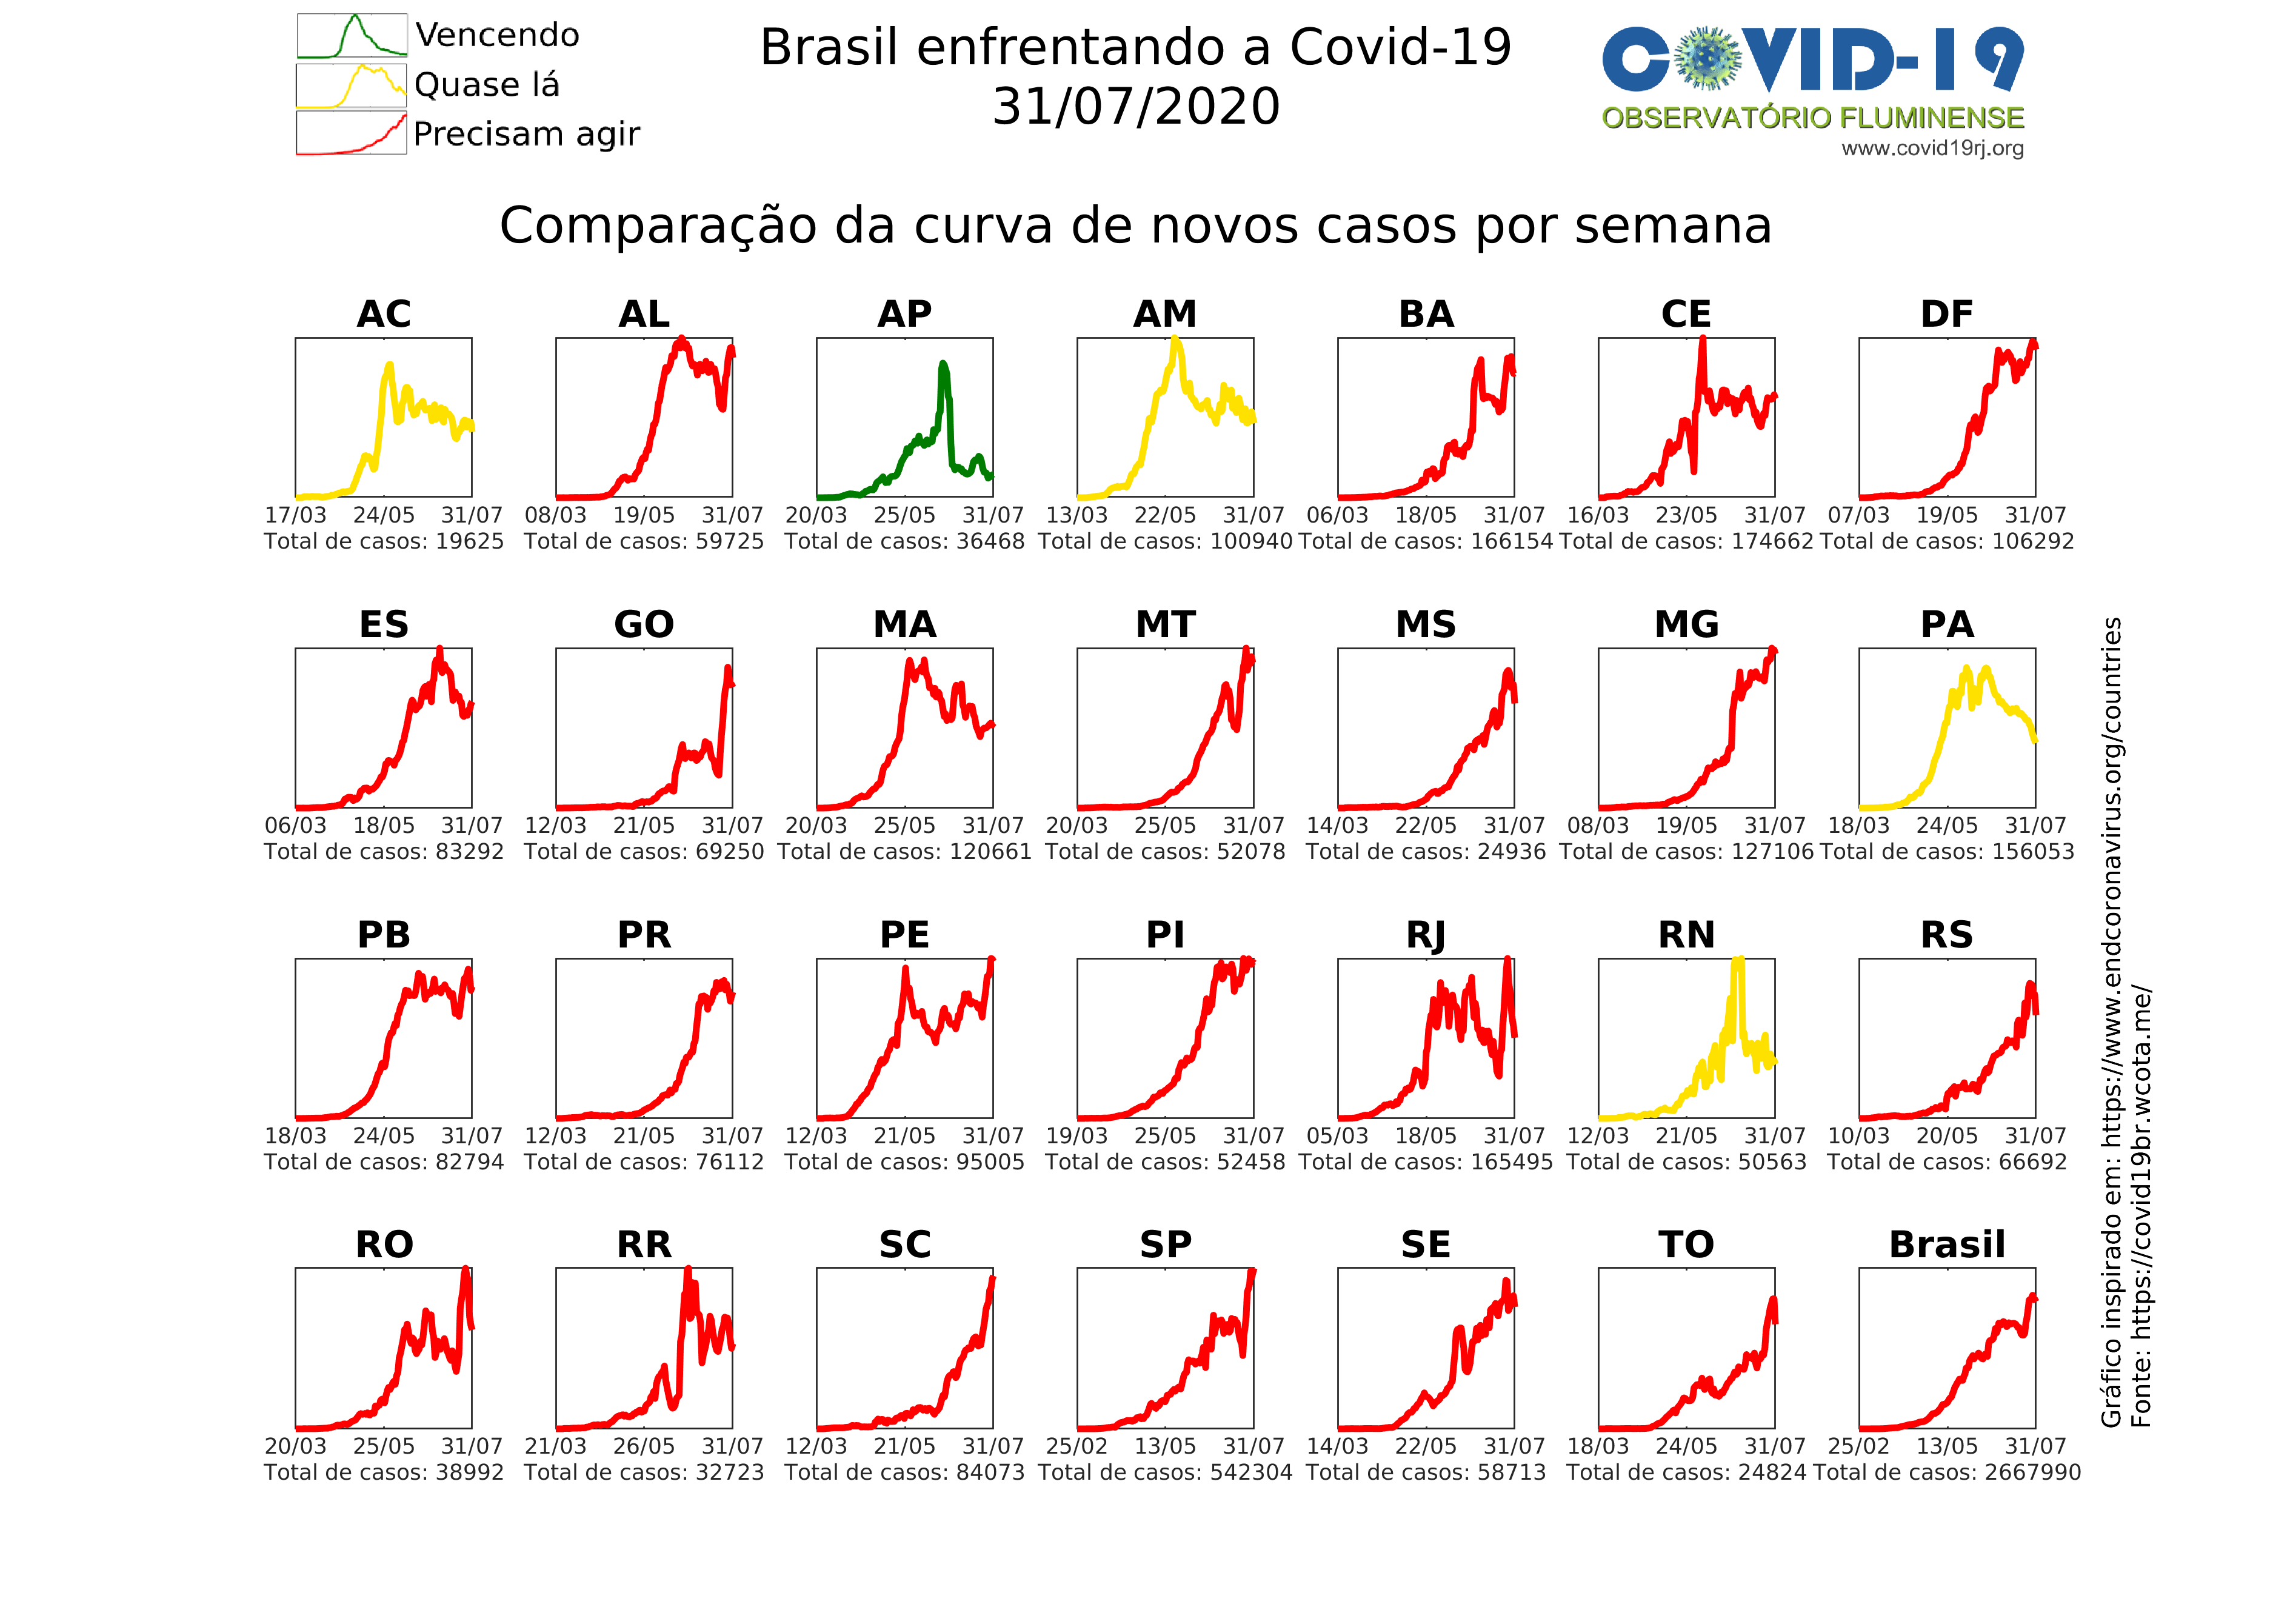 Vencendo
Quase lá
Precisam agir
Brasil enfrentando a Covid-19
31/07/2020
COVID-19
OBSERVATÓRIO FLUMINENSE
www.covid19rj.org
Comparação da curva de novos casos por semana
AC AL AP AM BA CE DF
17/03 24/05 31/07 08/03 19/05 31/07 20/03 25/05 31/07 13/03 22/05 31/07 06/03 18/05 31/07 16/03 23/05 31/07 07/03 19/05 31/07
Total de casos: 19625 Total de casos: 59725 Total de casos: 36468 Total de casos: 100940 Total de casos: 166154 Total de casos: 174662 Total de casos: 106292
ES GO MA MT MS MG PA
06/03 18/05 31/07 12/03 21/05 31/07 20/03 25/05 31/07 20/03 25/05 31/07 14/03 22/05 31/07 08/03 19/05 31/07 18/03 24/05 31/07
Total de casos: 83292 Total de casos: 69250 Total de casos: 120661 Total de casos: 52078 Total de casos: 24936 Total de casos: 127106 Total de casos: 156053
PB PR PE PI RJ RN RS
18/03 24/05 31/07 12/03 21/05 31/07 12/03 21/05 31/07 19/03 25/05 31/07 05/03 18/05 31/07 12/03 21/05 31/07 10/03 20/05 31/07
Total de casos: 82794 Total de casos: 76112 Total de casos: 95005 Total de casos: 52458 Total de casos: 165495 Total de casos: 50563 Total de casos: 66692
RO RR SC SP SE TO Brasil
20/03 25/05 31/07 21/03 26/05 31/07 12/03 21/05 31/07 25/02 13/05 31/07 14/03 22/05 31/07 18/03 24/05 31/07 25/02 13/05 31/07
Total de casos: 38992 Total de casos: 32723 Total de casos: 84073 Total de casos: 542304 Total de casos: 58713 Total de casos: 24824 Total de casos: 2667990
Gráfico inspirado em: https://www.endcoronavirus.org/countries
Fonte: https://covid19br.wcota.me/